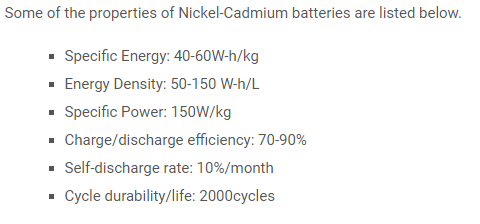 Some of the properties of Nickel-Cadmium batteries are listed below.
▪ Specific Energy: 40-60W-h/kg
▪ Energy Density: 50-150 W-h/L
▪ Specific Power: 150W/kg
▪ Charge/discharge efficiency: 70-90%
▪ Self-discharge rate: 10%/month
▪ Cycle durability/life: 2000cycles